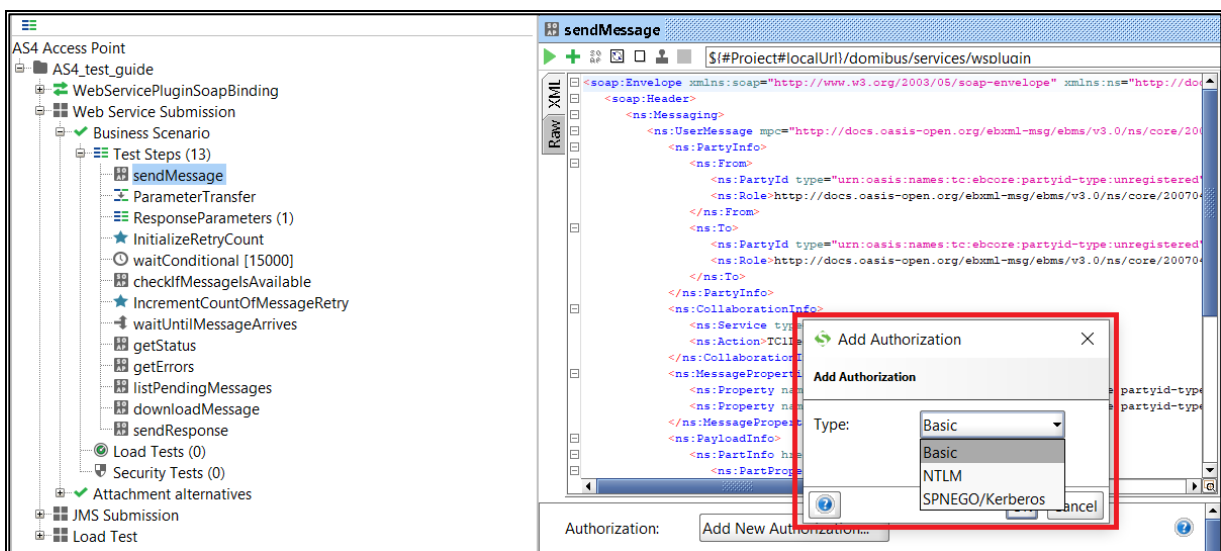 AS4 Access Point
AS4_test_guide
WebServicePluginSoapBinding
Web Service Submission
Business Scenario
Test Steps (13)
sendMessage
ParameterTransfer
ResponseParameters (1)
InitializeRetryCount
waitConditional [15000]
checkIfMessageIsAvailable
IncrementCountOfMessageRetry
waitUntilMessageArrives
getStatus
getErrors
listPendingMessages
downloadMessage
sendResponse
Load Tests (0)
Security Tests (0)
Attachment alternatives
JMS Submission
Load Test
sendMessage
${#Project#localUrl}/domibus/services/wsplugin
XML
Raw
<soap:Envelope xmlns:soap="http://www.w3.org/2003/05/soap-envelope" xmlns:ns="http://doc
<soap:Header>
<ns:Messaging>
<ns:UserMessage mpc="http://docs.oasis-open.org/ebxml-msg/ebms/v3.0/ns/core/200
<ns:PartyInfo>
<ns:From>
<ns:PartyId type="urn:oasis:names:tc:ebcore:partyid-type:unregistered"
<ns:Role>http://docs.oasis-open.org/ebxml-msg/ebms/v3.0/ns/core/200704
</ns:From>
<ns:To>
<ns:PartyId type="urn:oasis:names:tc:ebcore:partyid-type:unregistered"
<ns:Role>http://docs.oasis-open.org/ebxml-msg/ebms/v3.0/ns/core/200704
</ns:To>
</ns:PartyInfo>
<ns:CollaborationInfo>
<ns:Service typ
<ns:Action>TC1Le
</ns:CollaborationI
<ns:MessageProperti
<ns:Property na partyid-type
<ns:Property nam partyid-type
</ns:MessagePropert
<ns:PayloadInfo>
<ns:PartInfo hre
<ns:PartPrope
Add Authorization
Add Authorization
Type: Basic
Basic
NTLM
SPNEGO/Kerberos
Cancel
Authorization: Add New Authorization...